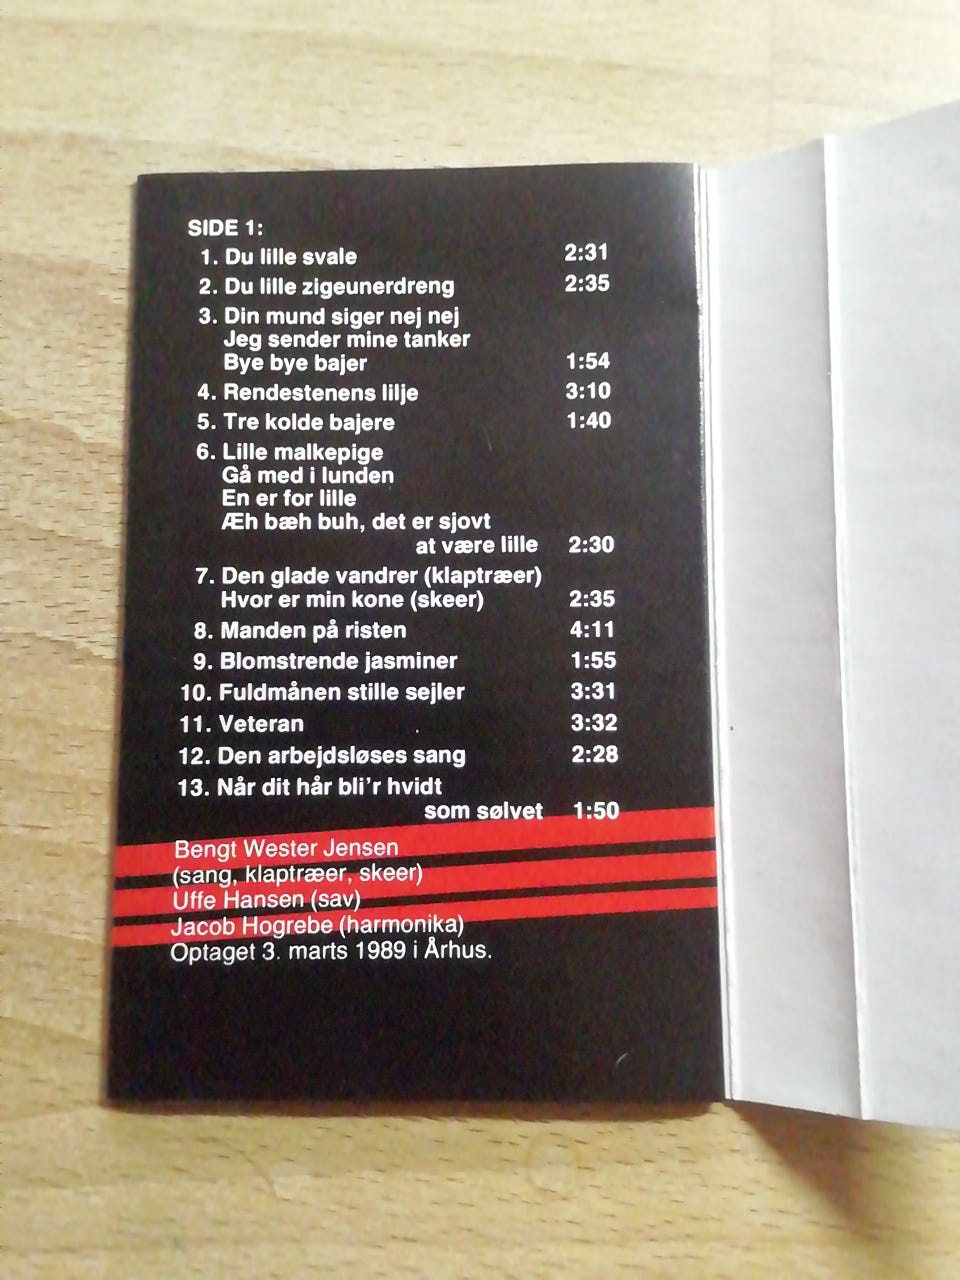 SIDE 1:
1. Du lille svale 2:31
2. Du lille zigeunerdreng 2:35
3. Din mund siger nej nej
Jeg sender mine tanker
Bye bye bajer 1:54
4. Rendestenens lilje 3:10
5. Tre kolde bajere 1:40
6. Lille malkepige
Gå med i lunden
En er for lille
Æh bæh buh, det er sjovt
at være lille 2:30
7. Den glade vandrer (klaptræer)
Hvor er min kone (skeer) 2:35
8. Manden på risten 4:11
9. Blomstrende jasminer 1:55
10. Fuldmånen stille sejler 3:31
11. Veteran 3:32
12. Den arbejdsløses sang 2:28
13. Når dit hår bli'r hvidt
som sølvet 1:50
Bengt Wester Jensen
(sang, klaptræer, skeer)
Uffe Hansen (sav)
Jacob Hogrebe (harmonika)
Optaget 3. marts 1989 i Århus.